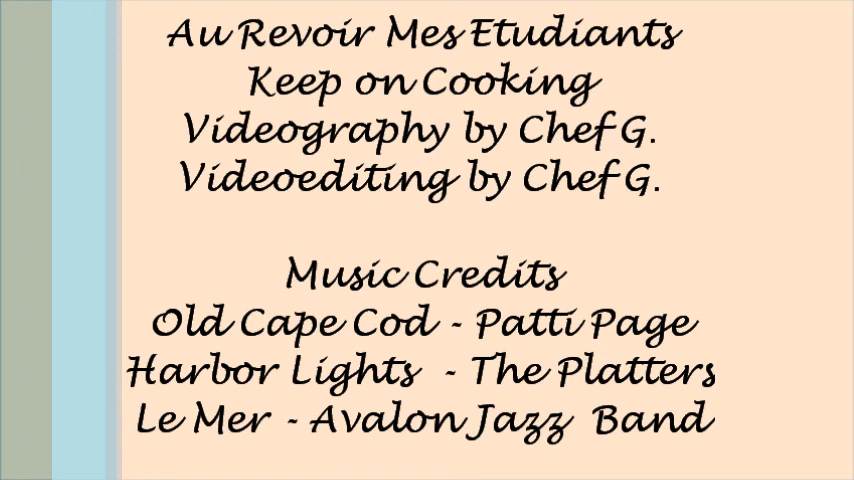 Au Revoir Mes Etudiants
Keep on Cooking
Videography by Chef G.
Videoediting by Chef G.
Music Credits
Old Cape Cod - Patti Page
Harbor Lights - The Platters
Le Mer - Avalon Jazz Band